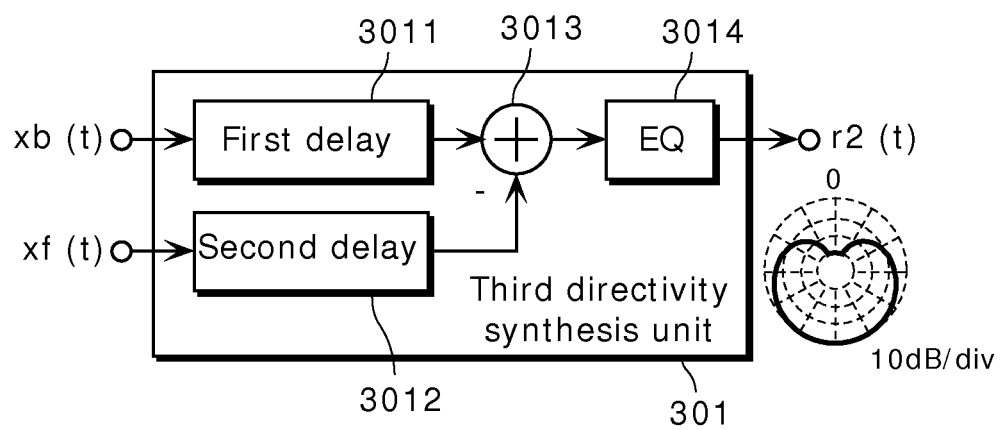 3011
3013
3014
xb (t)
First delay
EQ
r2 (t)
-
0
xf (t)
Second delay
Third directivity
synthesis unit
10dB/div
3012
301